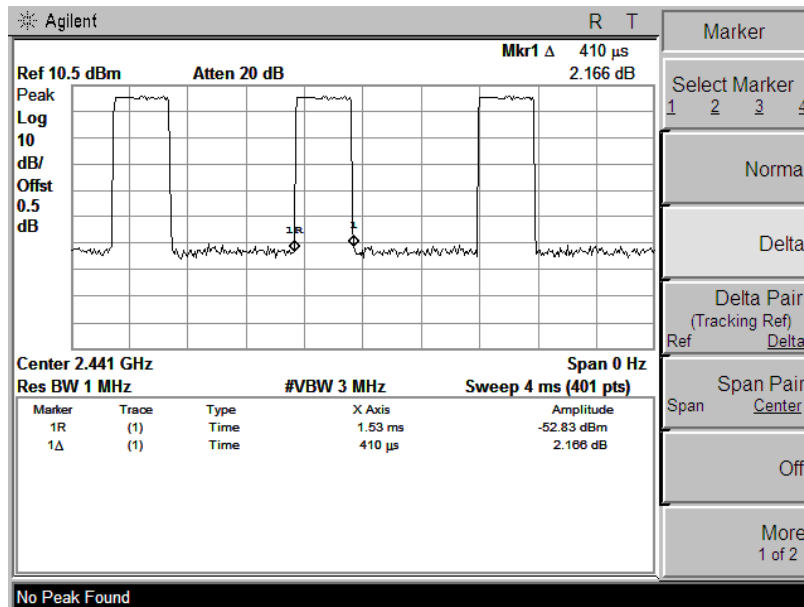 Agilent
R T
Mkr1 Δ 410 μs
Ref 10.5 dBm Atten 20 dB 2.166 dB
Peak
Log
10
dB/
Offst
0.5
dB
1R
1
Center 2.441 GHz Span 0 Hz
Res BW 1 MHz #VBW 3 MHz Sweep 4 ms (401 pts)
Marker Trace Type X Axis Amplitude
1R (1) Time 1.53 ms -52.83 dBm
1Δ (1) Time 410 μs 2.166 dB
No Peak Found
Marker
Select Marker
1 2 3 4
Norma
Delta
Delta Pair
(Tracking Ref)
Ref Delta
Span Pair
Span Center
Off
More
1 of 2